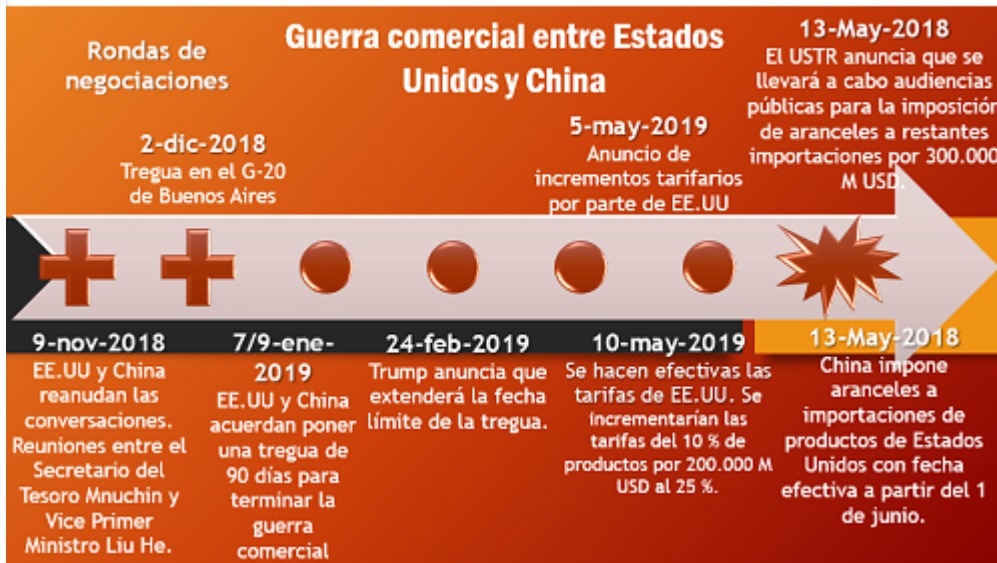 Rondas de
negociaciones
Guerra comercial entre Estados
Unidos y China
13-May-2018
El USTR anuncia que se
llevará a cabo audiencias
públicas para la imposición
de aranceles a restantes
importaciones por 300.000
M USD.
2-dic-2018
Tregua en el G-20
de Buenos Aires
5-may-2019
Anuncio de
incrementos tarifarios
por parte de EE.UU
9-nov-2018
EE.UU y China
reanudan las
conversaciones.
Reuniones entre el
Secretario del
Tesoro Mnuchin y
Vice Primer
Ministro Liu He.
7/9-ene-
2019
EE.UU y China
acuerdan poner
una tregua de
90 días para
terminar la
guerra
comercial
24-feb-2019
Trump anuncia que
extenderá la fecha
límite de la tregua.
10-may-2019
Se hacen efectivas las
tarifas de EE.UU. Se
incrementarían las
tarifas del 10 % de
productos por 200.000 M
USD al 25 %.
13-May-2018
China impone
aranceles a
importaciones de
productos de Estados
Unidos con fecha
efectiva a partir del 1
de junio.